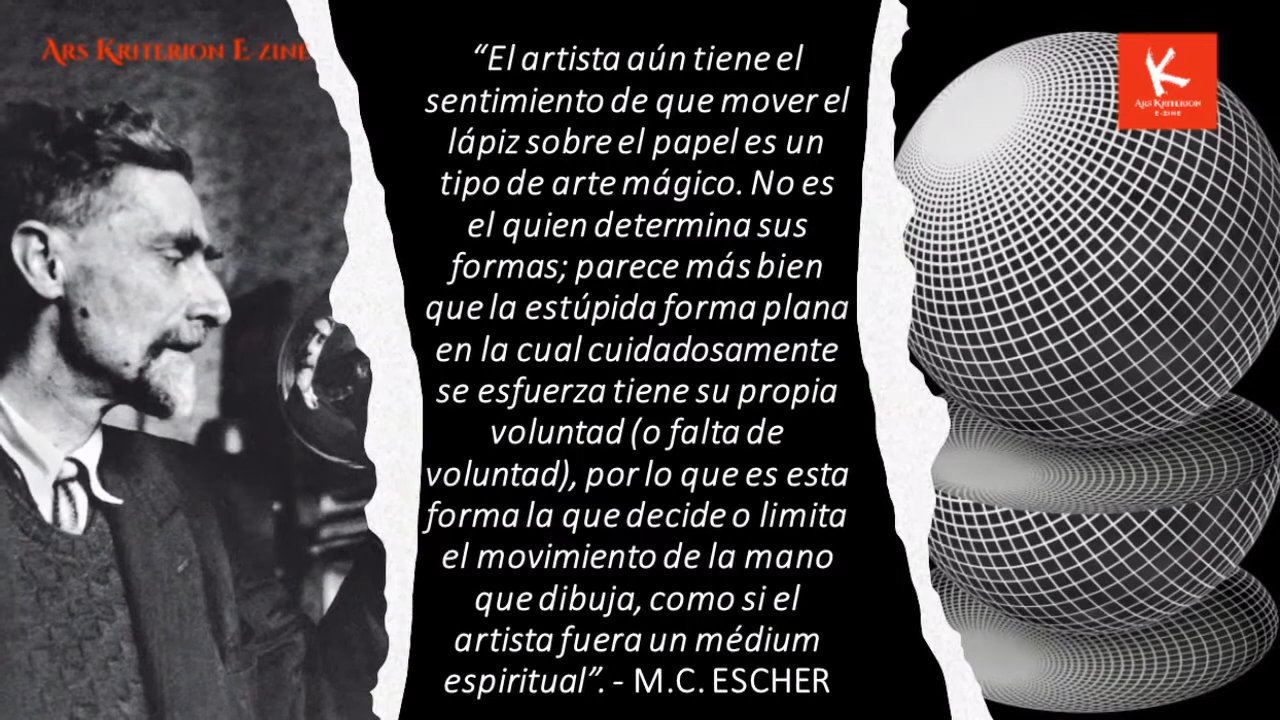 ARS KRITERION E-ZINE
“El artista aún tiene el
sentimiento de que mover el
lápiz sobre el papel es un
tipo de arte mágico. No es
el quien determina sus
formas; parece más bien
que la estúpida forma plana
en la cual cuidadosamente
se esfuerza tiene su propia
voluntad (o falta de
voluntad), por lo que es esta
forma la que decide o limita
el movimiento de la mano
que dibuja, como si el
artista fuera un médium
espiritual”. - M.C. ESCHER
K
ARS KRITERION
E-ZINE